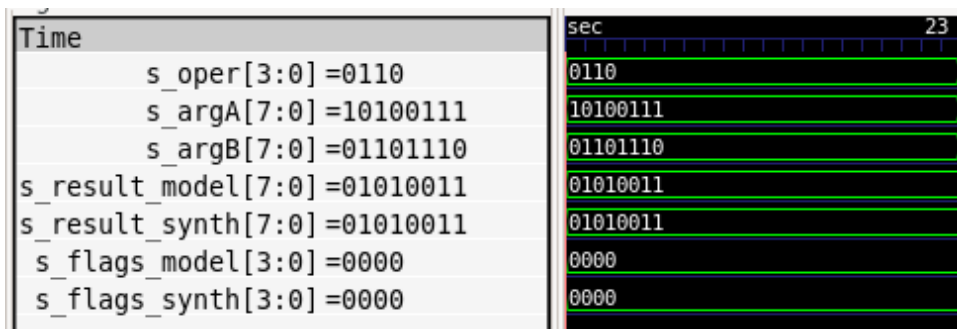 Time
sec 23
s_oper[3:0]=0110
0110
s_argA[7:0]=10100111
10100111
s_argB[7:0]=01101110
01101110
s_result_model[7:0]=01010011
01010011
s_result_synth[7:0]=01010011
01010011
s_flags_model[3:0]=0000
0000
s_flags_synth[3:0]=0000
0000